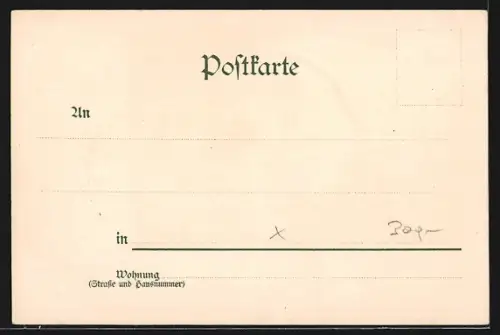 Postkarte
An
in x
Wohnung
(Straße und Hausnummer)